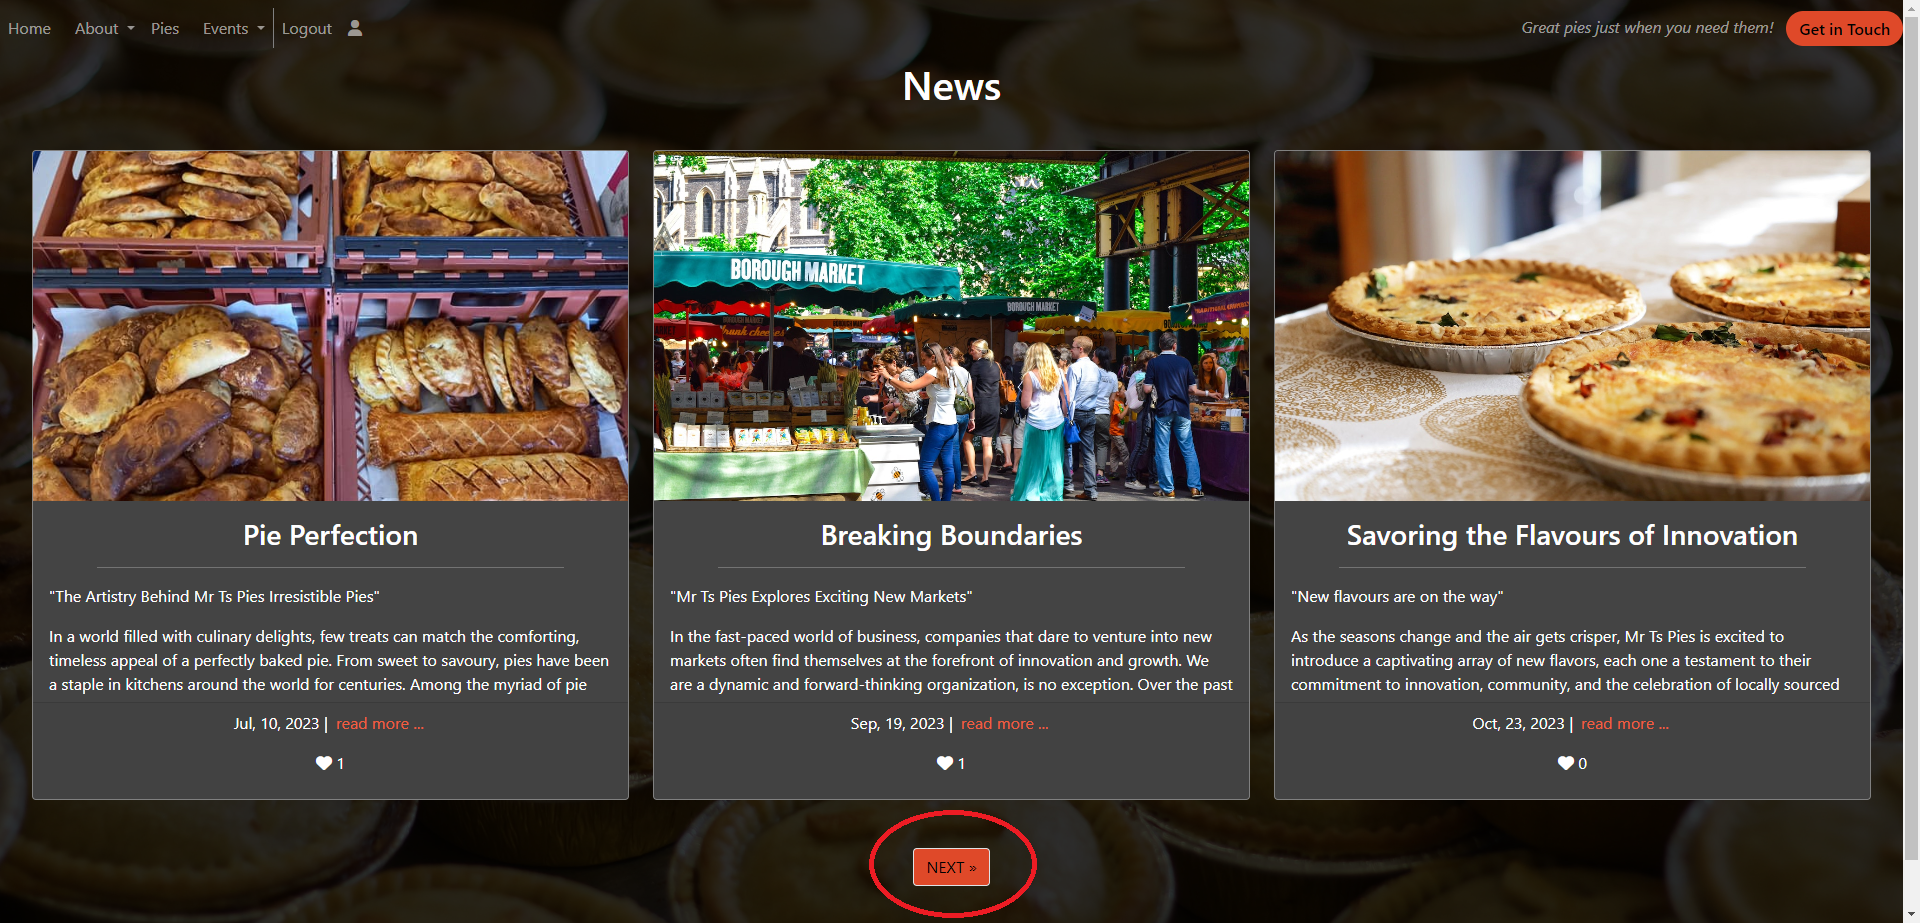 Home About Pies Events Logout Great pies just when you need them! Get in Touch
News
BOROUGH MARKET
BOROUGH MARKET
Pie Perfection
"The Artistry Behind Mr Ts Pies Irresistible Pies"
In a world filled with culinary delights, few treats can match the comforting,
timeless appeal of a perfectly baked pie. From sweet to savoury, pies have been
a staple in kitchens around the world for centuries. Among the myriad of pie
Jul, 10, 2023 | read more ...
1
Breaking Boundaries
"Mr Ts Pies Explores Exciting New Markets"
In the fast-paced world of business, companies that dare to venture into new
markets often find themselves at the forefront of innovation and growth. We
are a dynamic and forward-thinking organization, is no exception. Over the past
Sep, 19, 2023 | read more ...
1
Savoring the Flavours of Innovation
"New flavours are on the way"
As the seasons change and the air gets crisper, Mr Ts Pies is excited to
introduce a captivating array of new flavors, each one a testament to their
commitment to innovation, community, and the celebration of locally sourced
Oct, 23, 2023 | read more ...
0
NEXT »